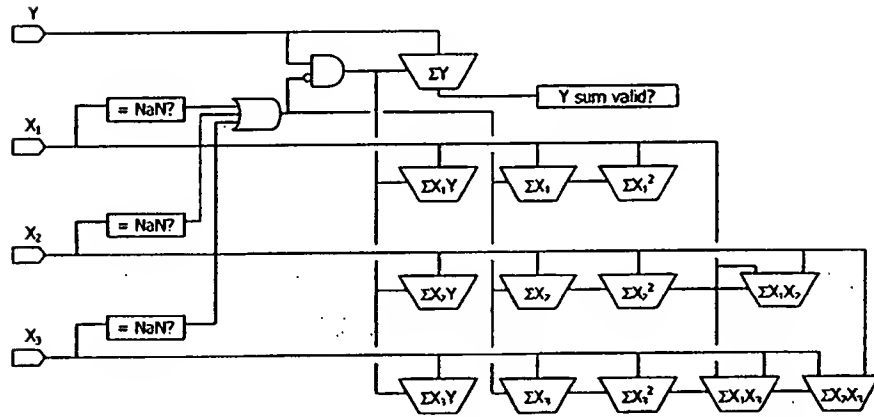 Y
ΣY
Y sum valid?
= NaN?
X₁
ΣX₁Y ΣX₁ ΣX₁²
= NaN?
X₂
ΣX₂Y ΣX₂ ΣX₂² ΣX₁X₂
= NaN?
X₃
ΣX₃Y ΣX₃ ΣX₃² ΣX₁X₃ ΣX₂X₃